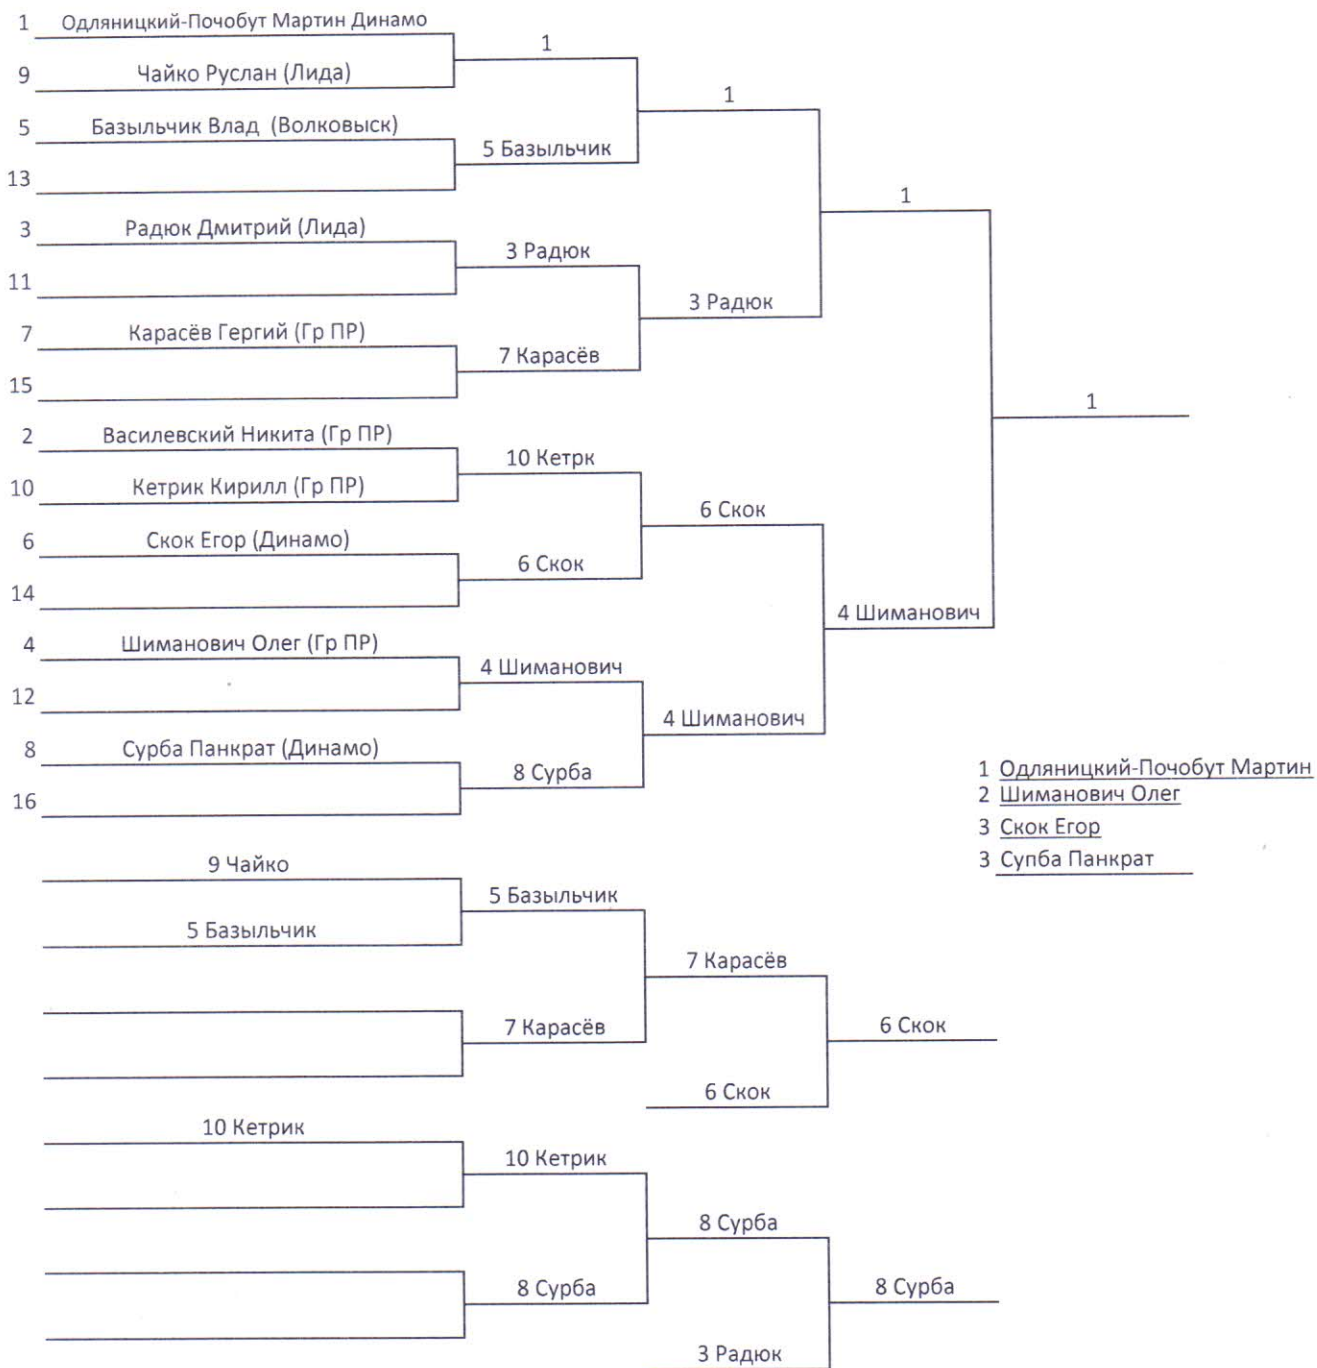 1 Одляницкий-Почобут Мартин Динамо
1
9 Чайко Руслан (Лида)
1
5 Базыльчик Влад (Волковыск)
5 Базыльчик
13
1
3 Радюк Дмитрий (Лида)
3 Радюк
11
3 Радюк
7 Карасёв Гергий (Гр ПР)
7 Карасёв
15
1
2 Василевский Никита (Гр ПР)
10 Кетрк
10 Кетрик Кирилл (Гр ПР)
6 Скок
6 Скок Егор (Динамо)
6 Скок
14
4 Шиманович
4 Шиманович Олег (Гр ПР)
4 Шиманович
12
4 Шиманович
8 Сурба Панкрат (Динамо)
8 Сурба
16
1 Одляницкий-Почобут Мартин
2 Шиманович Олег
3 Скок Егор
3 Супба Панкрат
9 Чайко
5 Базыльчик
5 Базыльчик
7 Карасёв
7 Карасёв
6 Скок
6 Скок
10 Кетрик
10 Кетрик
8 Сурба
8 Сурба
8 Сурба
3 Радюк